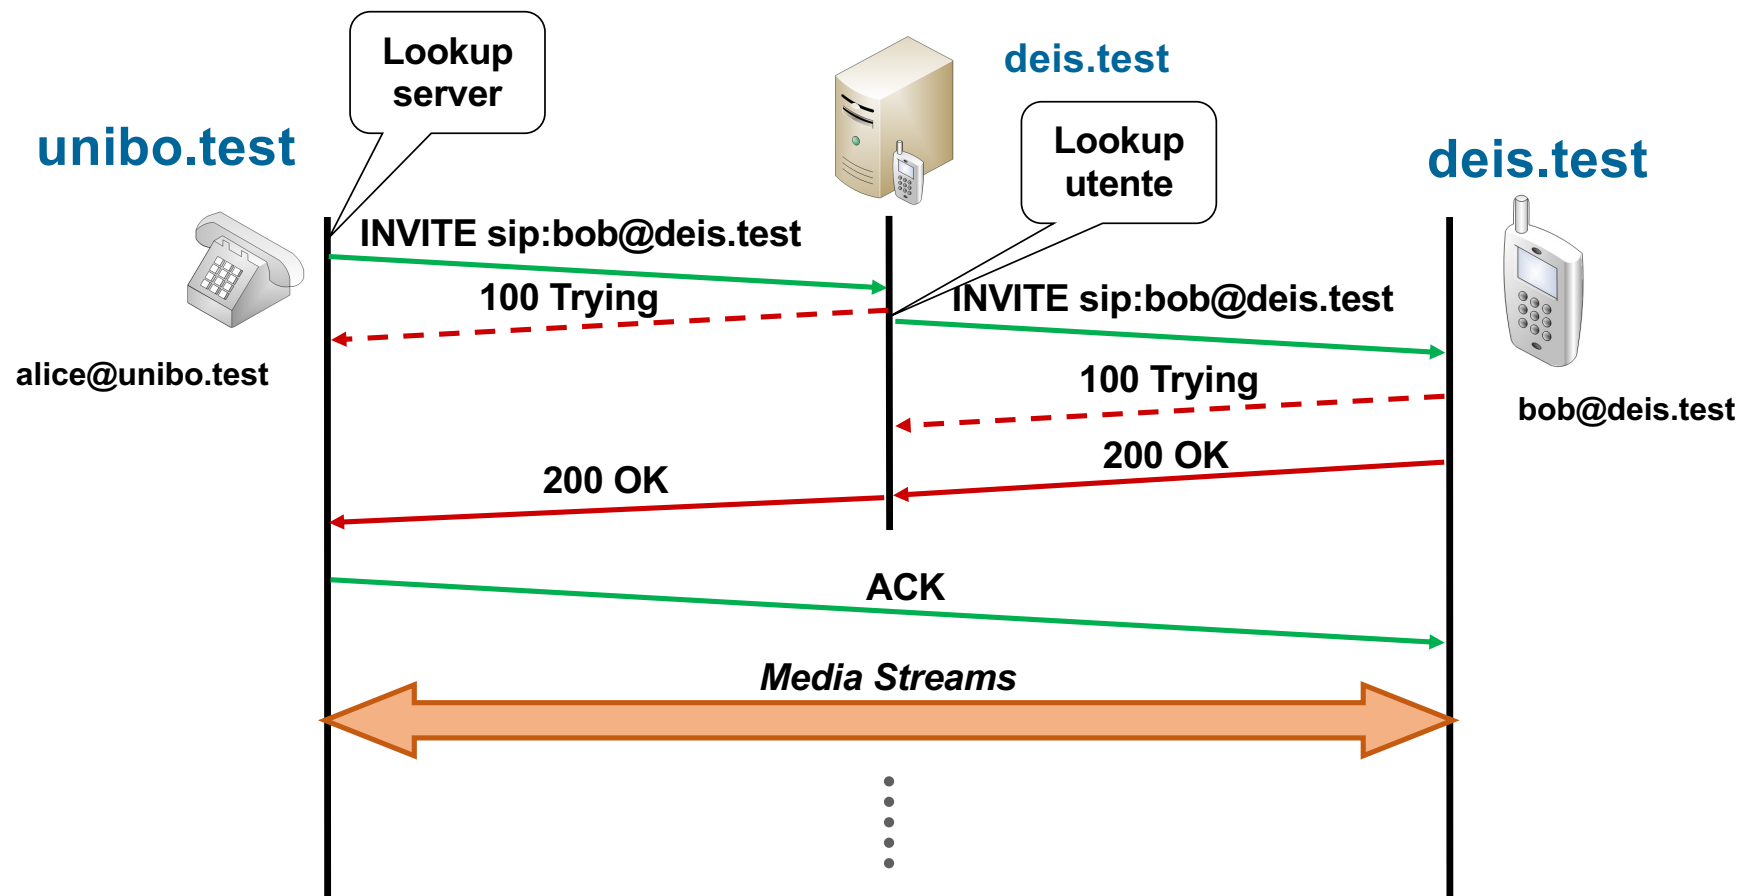 Lookup
server
deis.test
unibo.test
Lookup
utente
deis.test
INVITE sip:bob@deis.test
100 Trying
INVITE sip:bob@deis.test
alice@unibo.test
100 Trying
bob@deis.test
200 OK
200 OK
ACK
Media Streams